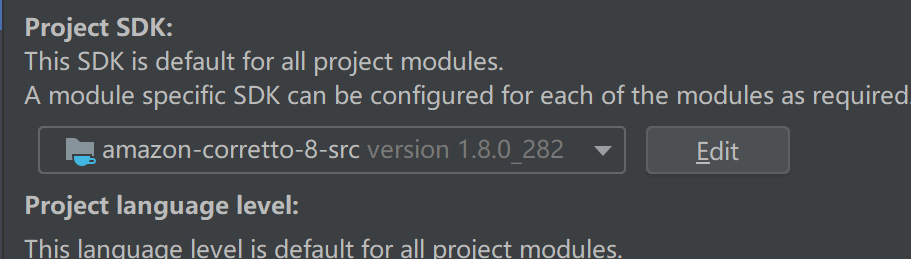 Project SDK:
This SDK is default for all project modules.
A module specific SDK can be configured for each of the modules as required.
amazon-corretto-8-src version 1.8.0_282
Edit
Project language level:
This language level is default for all project modules.